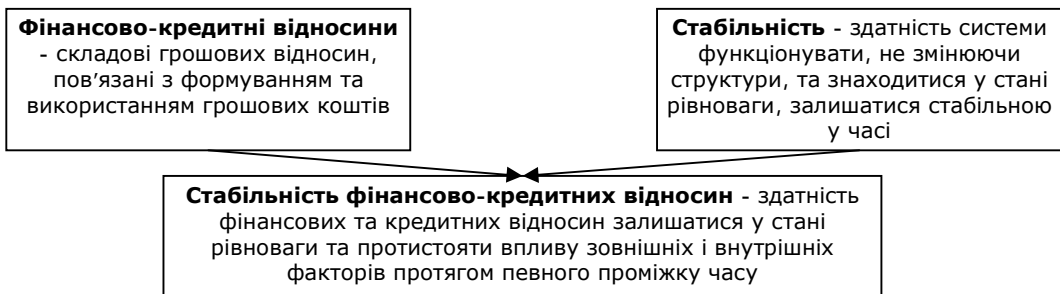 Фінансово-кредитні відносини
- складові грошових відносин,
пов’язані з формуванням та
використанням грошових коштів
Стабільність - здатність системи
функціонувати, не змінюючи
структури, та знаходитися у стані
рівноваги, залишатися стабільною
у часі
Стабільність фінансово-кредитних відносин - здатність
фінансових та кредитних відносин залишатися у стані
рівноваги та протистояти впливу зовнішніх і внутрішніх
факторів протягом певного проміжку часу